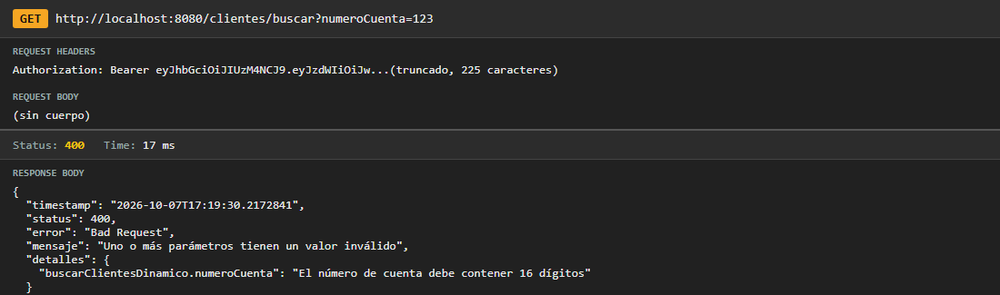 GET http://localhost:8080/clientes/buscar?numeroCuenta=123
REQUEST HEADERS
Authorization: Bearer eyJhbGciOiJIUzM4NCJ9.eyJzdWIiOiJw...(truncado, 225 caracteres)
REQUEST BODY
(sin cuerpo)
Status: 400 Time: 17 ms
RESPONSE BODY
{
  "timestamp": "2026-10-07T17:19:30.2172841",
  "status": 400,
  "error": "Bad Request",
  "mensaje": "Uno o más parámetros tienen un valor inválido",
  "detalles": {
    "buscarClientesDinamico.numeroCuenta": "El número de cuenta debe contener 16 dígitos"
  }